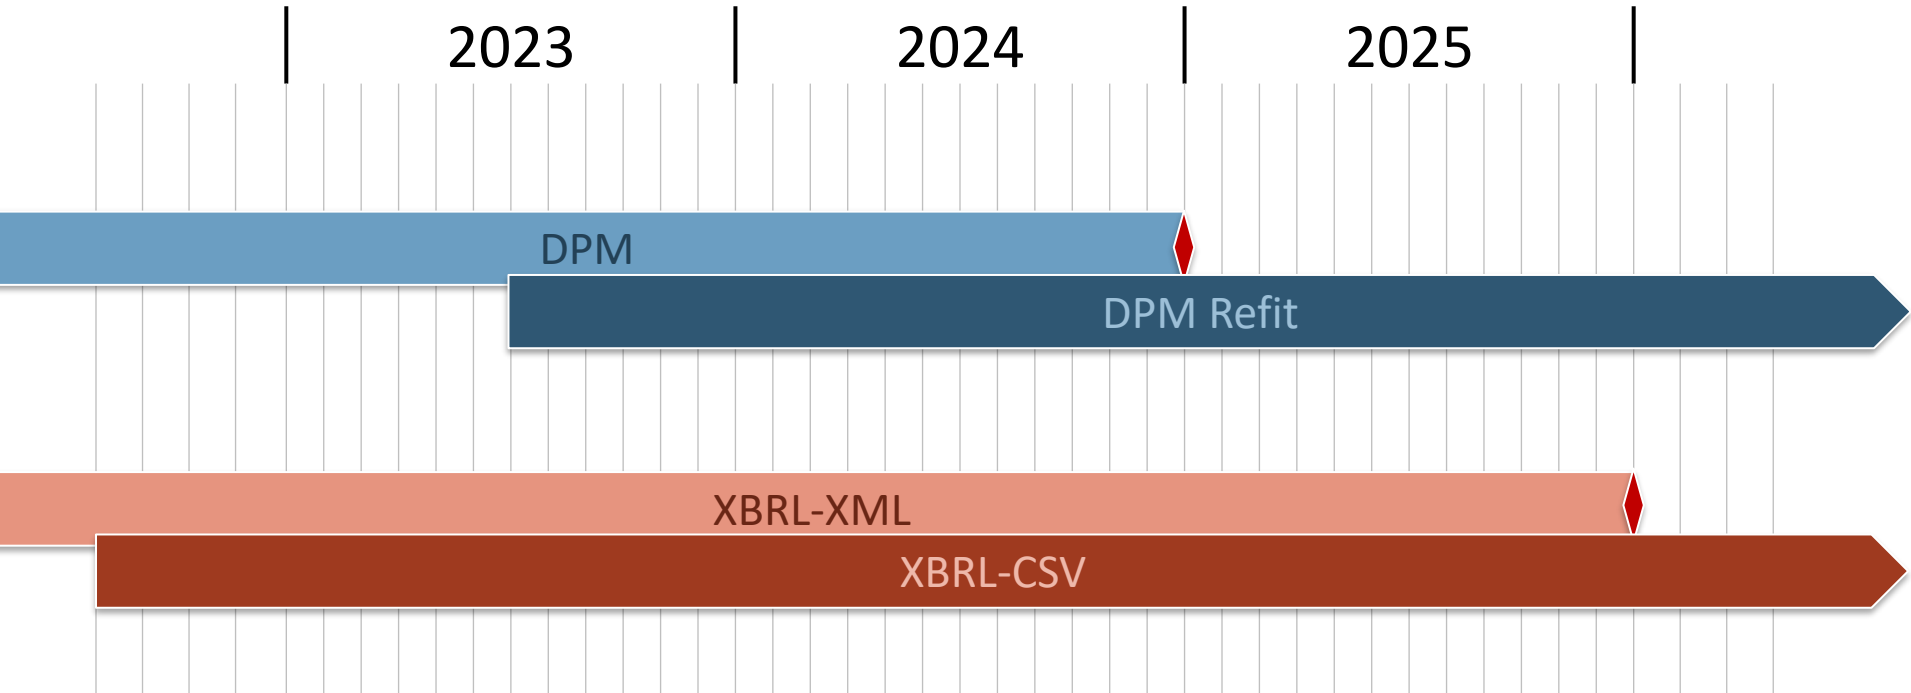 2023 2024 2025
DPM
DPM Refit
XBRL-XML
XBRL-CSV